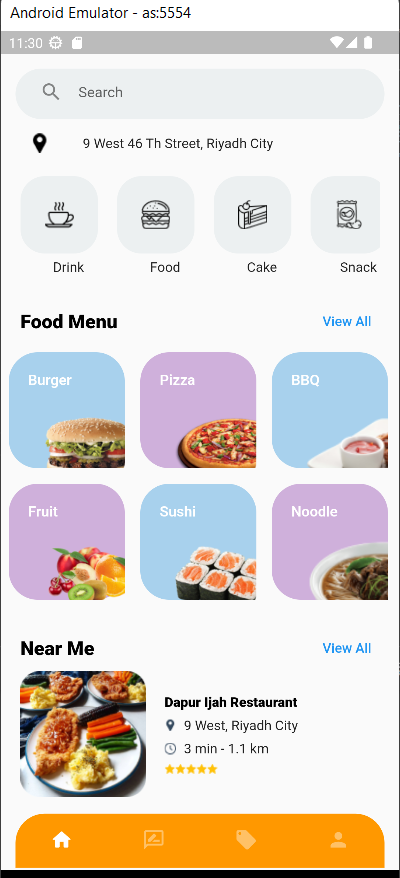 Android Emulator - as:5554
11:30
Search
9 West 46 Th Street, Riyadh City
Drink Food Cake Snack
Food Menu View All
Burger Pizza BBQ
Fruit Sushi Noodle
Near Me View All
Dapur Ijah Restaurant
9 West, Riyadh City
3 min - 1.1 km